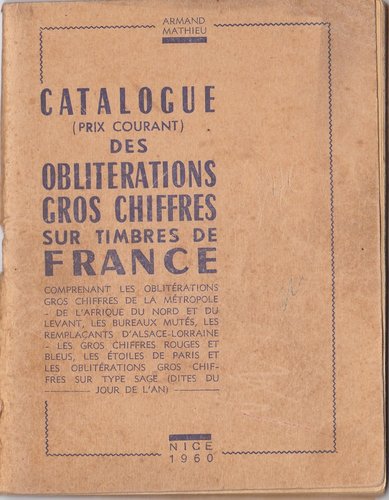 ARMAND
MATHIEU
CATALOGUE
(PRIX COURANT)
DES
OBLITERATIONS
GROS CHIFFRES
SUR TIMBRES DE
FRANCE
COMPRENANT LES OBLITÉRATIONS
GROS CHIFFRES DE LA MÉTROPOLE
- DE L'AFRIQUE DU NORD ET DU
LEVANT, LES BUREAUX MUTÉS, LES
REMPLAÇANTS D'ALSACE-LORRAINE
- LES GROS CHIFFRES ROUGES ET
BLEUS, LES ÉTOILES DE PARIS ET
LES OBLITÉRATIONS GROS CHIF-
FRES SUR TYPE SAGE (DITES DU
JOUR DE L'AN)
NICE
1960